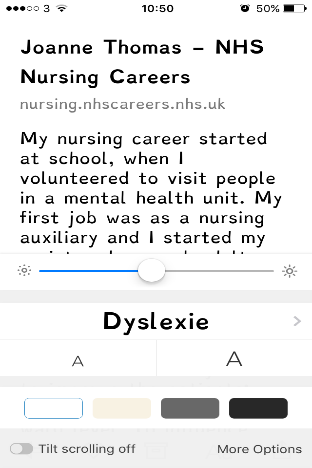 3 10:50 50%
Joanne Thomas – NHS
Nursing Careers
nursing.nhscareers.nhs.uk
My nursing career started
at school, when I
volunteered to visit people
in a mental health unit. My
first job was as a nursing
auxiliary and I started my
Dyslexie
A A
Tilt scrolling off More Options